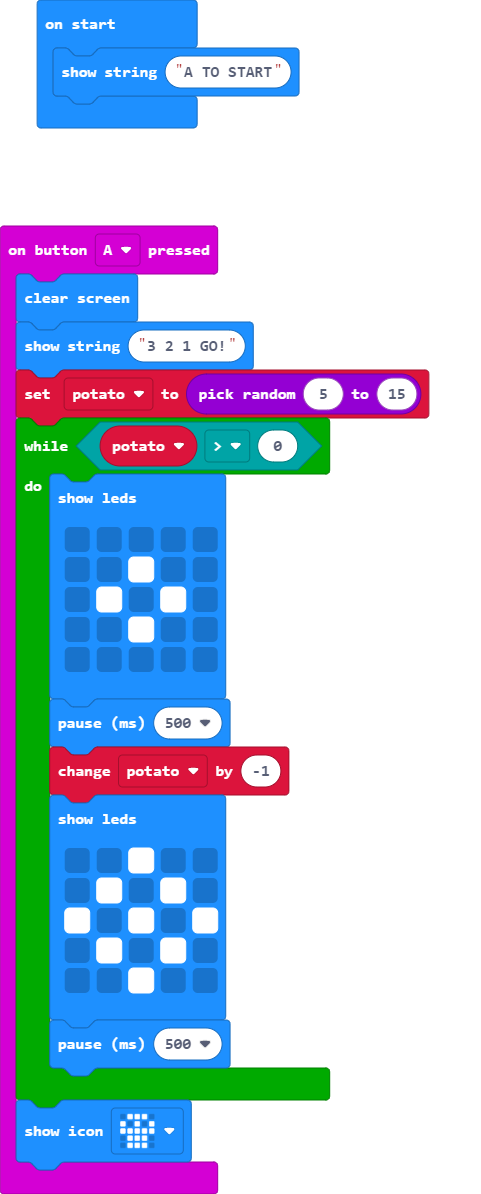 on start
show string "A TO START"
on button A pressed
clear screen
show string "3 2 1 GO!"
set potato to pick random 5 to 15
while potato > 0
do
show leds
pause (ms) 500
change potato by -1
show leds
pause (ms) 500
show icon